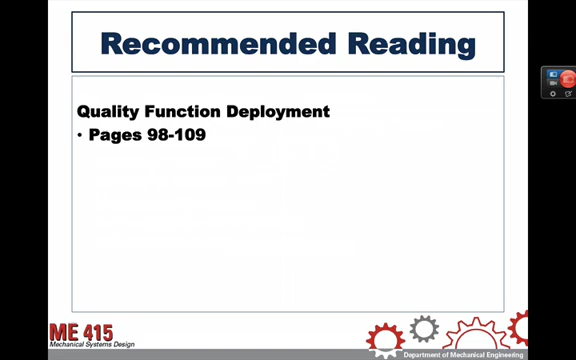 Recommended Reading
Quality Function Deployment
• Pages 98-109
ME 415
Mechanical Systems Design
Department of Mechanical Engineering